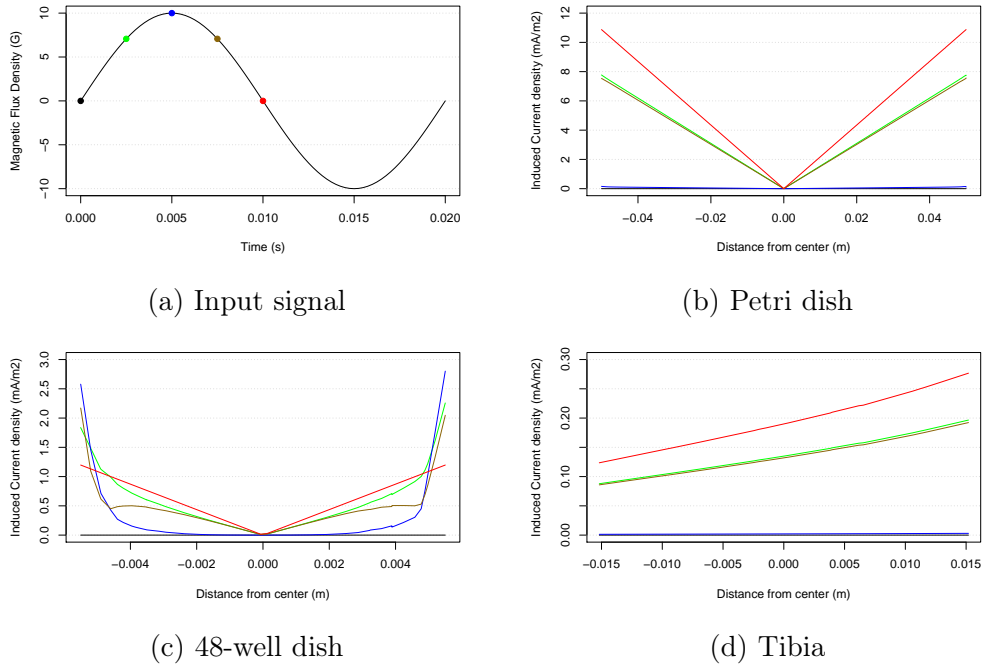 Magnetic Flux Density (G)
10
5
0
−5
−10
0.000 0.005 0.010 0.015 0.020
Time (s)
(a) Input signal
Induced Current density (mA/m2)
12
10
8
6
4
2
0
−0.04 −0.02 0.00 0.02 0.04
Distance from center (m)
(b) Petri dish
Induced Current density (mA/m2)
3.0
2.5
2.0
1.5
1.0
0.5
0.0
−0.004 −0.002 0.000 0.002 0.004
Distance from center (m)
(c) 48-well dish
Induced Current density (mA/m2)
0.30
0.20
0.10
0.00
−0.015 −0.010 −0.005 0.000 0.005 0.010 0.015
Distance from center (m)
(d) Tibia